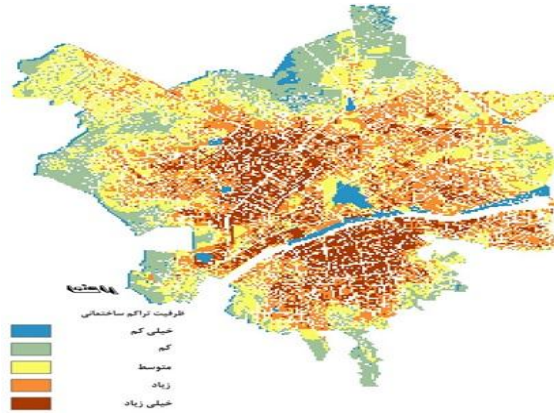 ظرفیت تراکم ساختمانی
خیلی کم
کم
متوسط
زیاد
خیلی زیاد